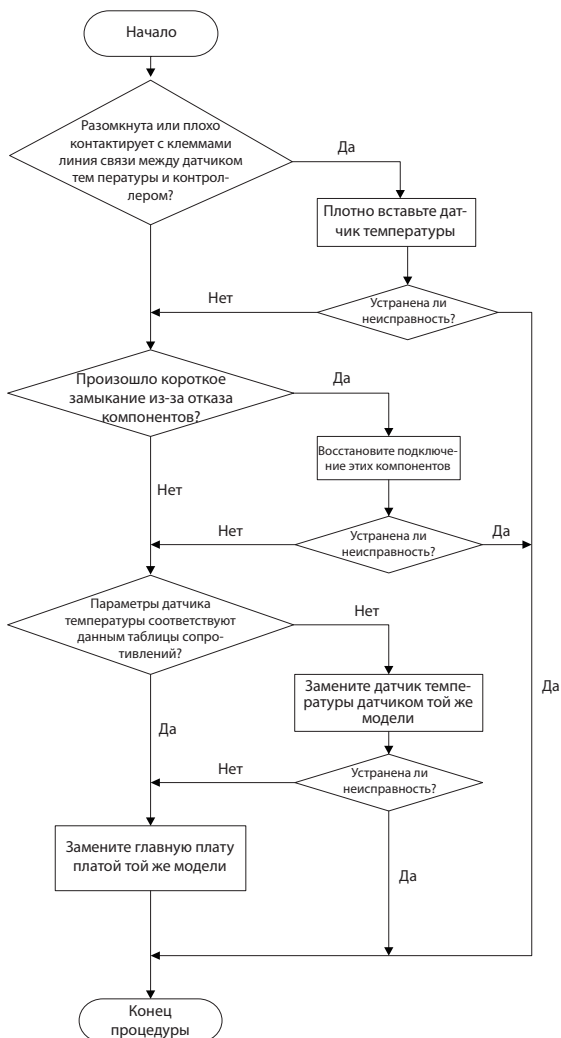 Начало
Разомкнута или плохо
контактирует с клеммами
линия связи между датчиком
тем пературы и контрол-
лером?
Да
Плотно вставьте дат-
чик температуры
Нет
Устранена ли
неисправность?
Произошло короткое
замыкание из-за отказа
компонентов?
Да
Восстановите подключе-
ние этих компонентов
Нет
Нет
Устранена ли
неисправность?
Да
Параметры датчика
температуры соответствуют
данным таблицы сопро-
тивлений?
Нет
Замените датчик темпе-
ратуры датчиком той же
модели
Да
Да
Нет
Устранена ли
неисправность?
Замените главную плату
платой той же модели
Да
Конец
процедуры